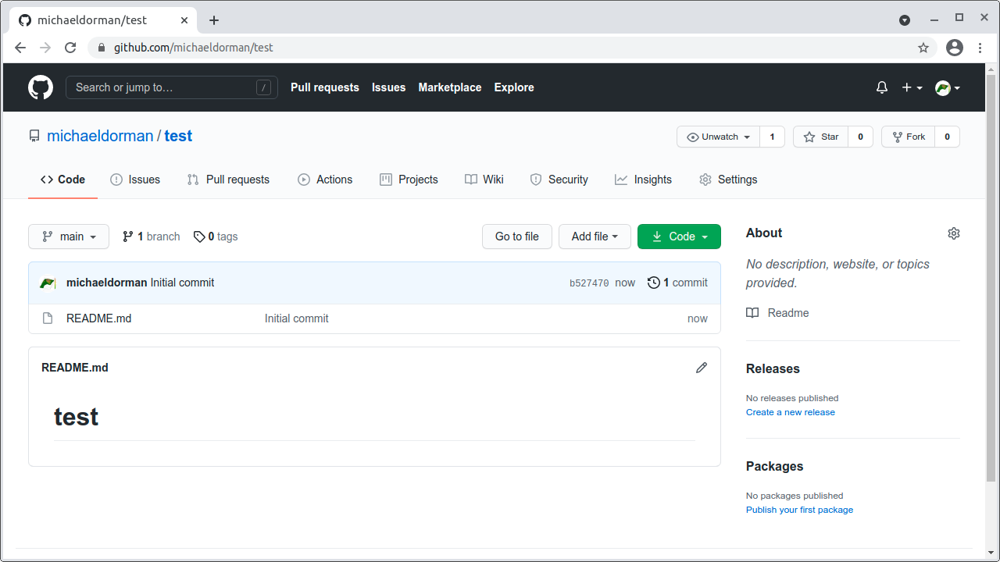 michaeldorman/test
github.com/michaeldorman/test
Search or jump to… / Pull requests Issues Marketplace Explore
michaeldorman / test Unwatch 1 Star 0 Fork 0
Code Issues Pull requests Actions Projects Wiki Security Insights Settings
main 1 branch 0 tags Go to file Add file Code
michaeldorman Initial commit b527470 now 1 commit
README.md Initial commit now
README.md
test
About
No description, website, or topics
provided.
Readme
Releases
No releases published
Create a new release
Packages
No packages published
Publish your first package